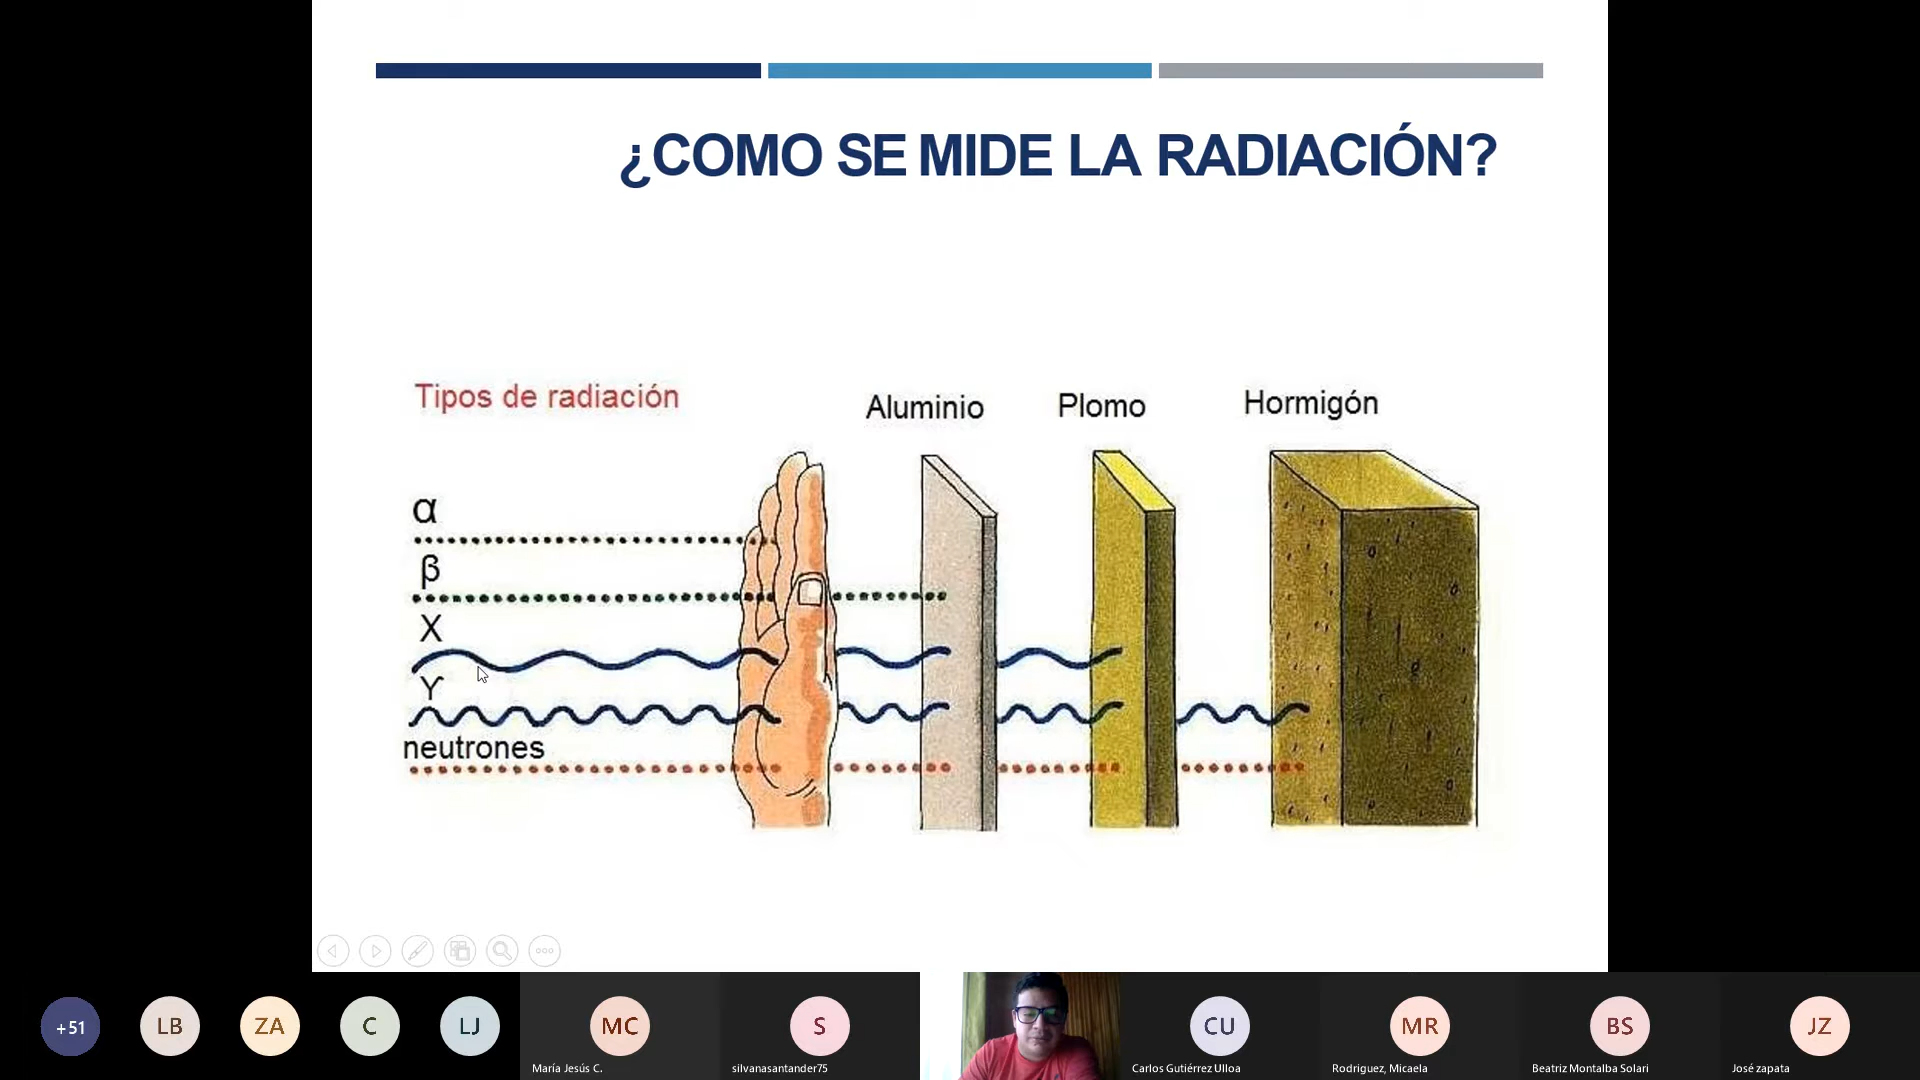 ¿COMO SE MIDE LA RADIACIÓN?
Tipos de radiación
Aluminio
Plomo
Hormigón
α
β
X
γ
neutrones
+51
LB
ZA
C
LJ
MC
S
CU
MR
BS
JZ
María Jesús C.
silvanasantander75
Carlos Gutiérrez Ulloa
Rodriguez, Micaela
Beatriz Montalba Solari
José zapata